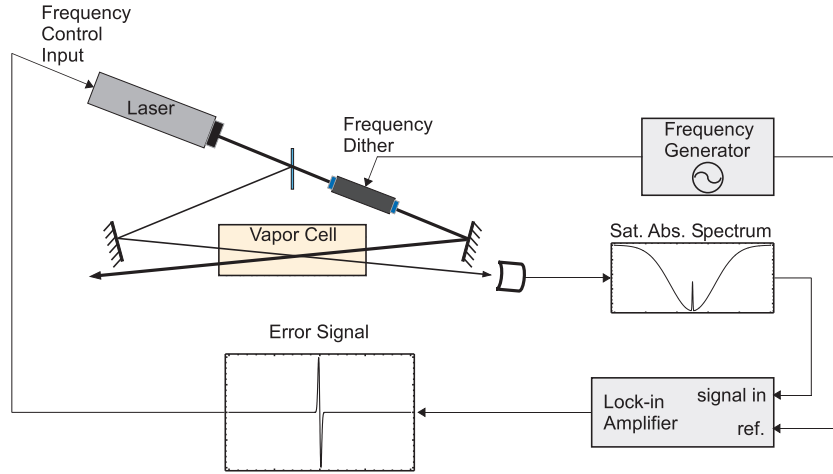 Frequency
Control
Input
Laser
Frequency
Dither
Frequency
Generator
Vapor Cell
Sat. Abs. Spectrum
Error Signal
Lock-in
Amplifier
signal in
ref.